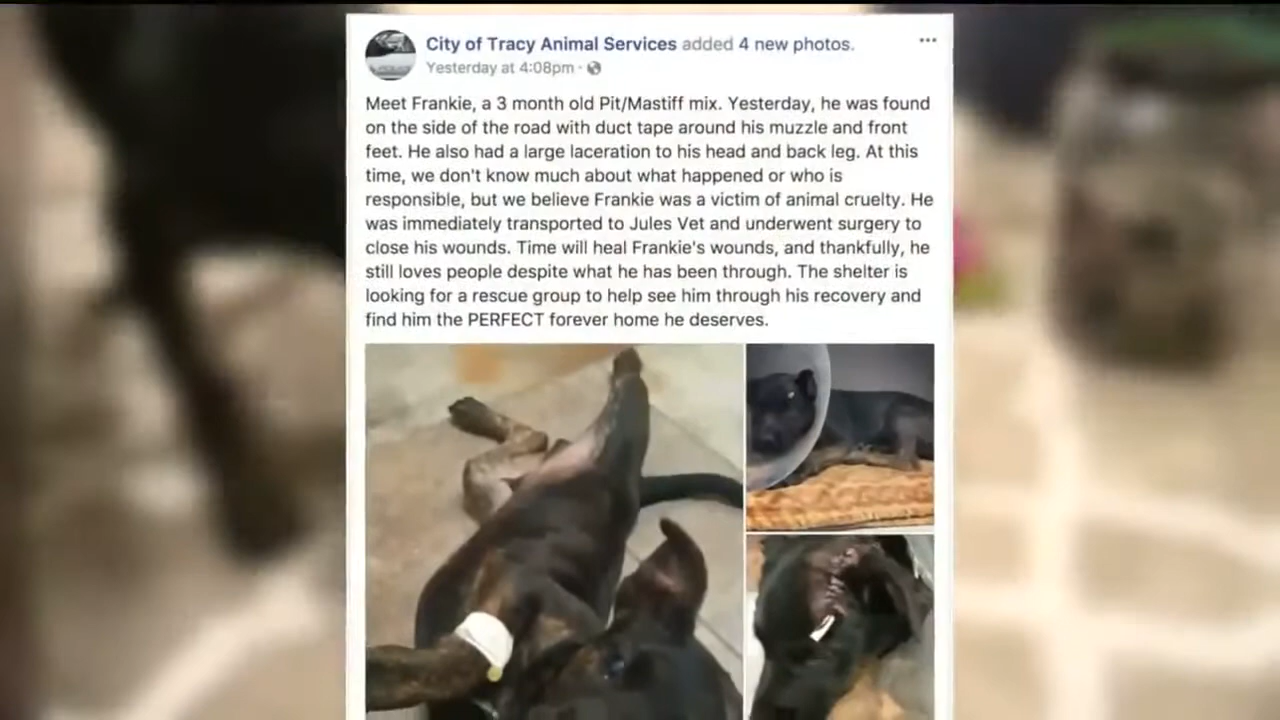 City of Tracy Animal Services added 4 new photos.
Yesterday at 4:08pm ·
Meet Frankie, a 3 month old Pit/Mastiff mix. Yesterday, he was found
on the side of the road with duct tape around his muzzle and front
feet. He also had a large laceration to his head and back leg. At this
time, we don't know much about what happened or who is
responsible, but we believe Frankie was a victim of animal cruelty. He
was immediately transported to Jules Vet and underwent surgery to
close his wounds. Time will heal Frankie's wounds, and thankfully, he
still loves people despite what he has been through. The shelter is
looking for a rescue group to help see him through his recovery and
find him the PERFECT forever home he deserves.